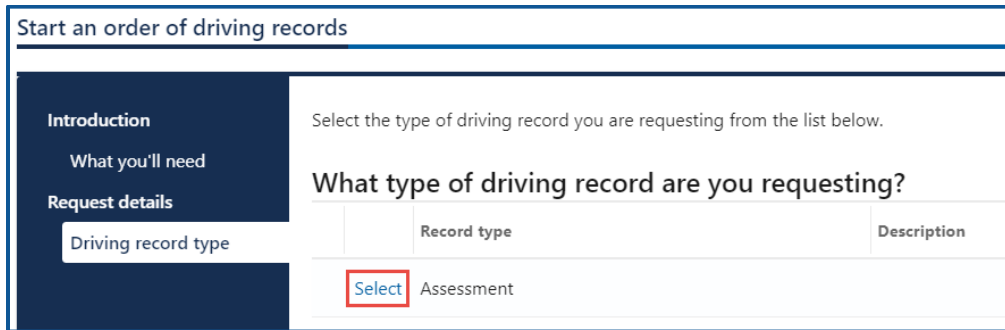 Start an order of driving records
Introduction
What you'll need
Request details
Driving record type
Select the type of driving record you are requesting from the list below.
What type of driving record are you requesting?
Record type Description
Select Assessment